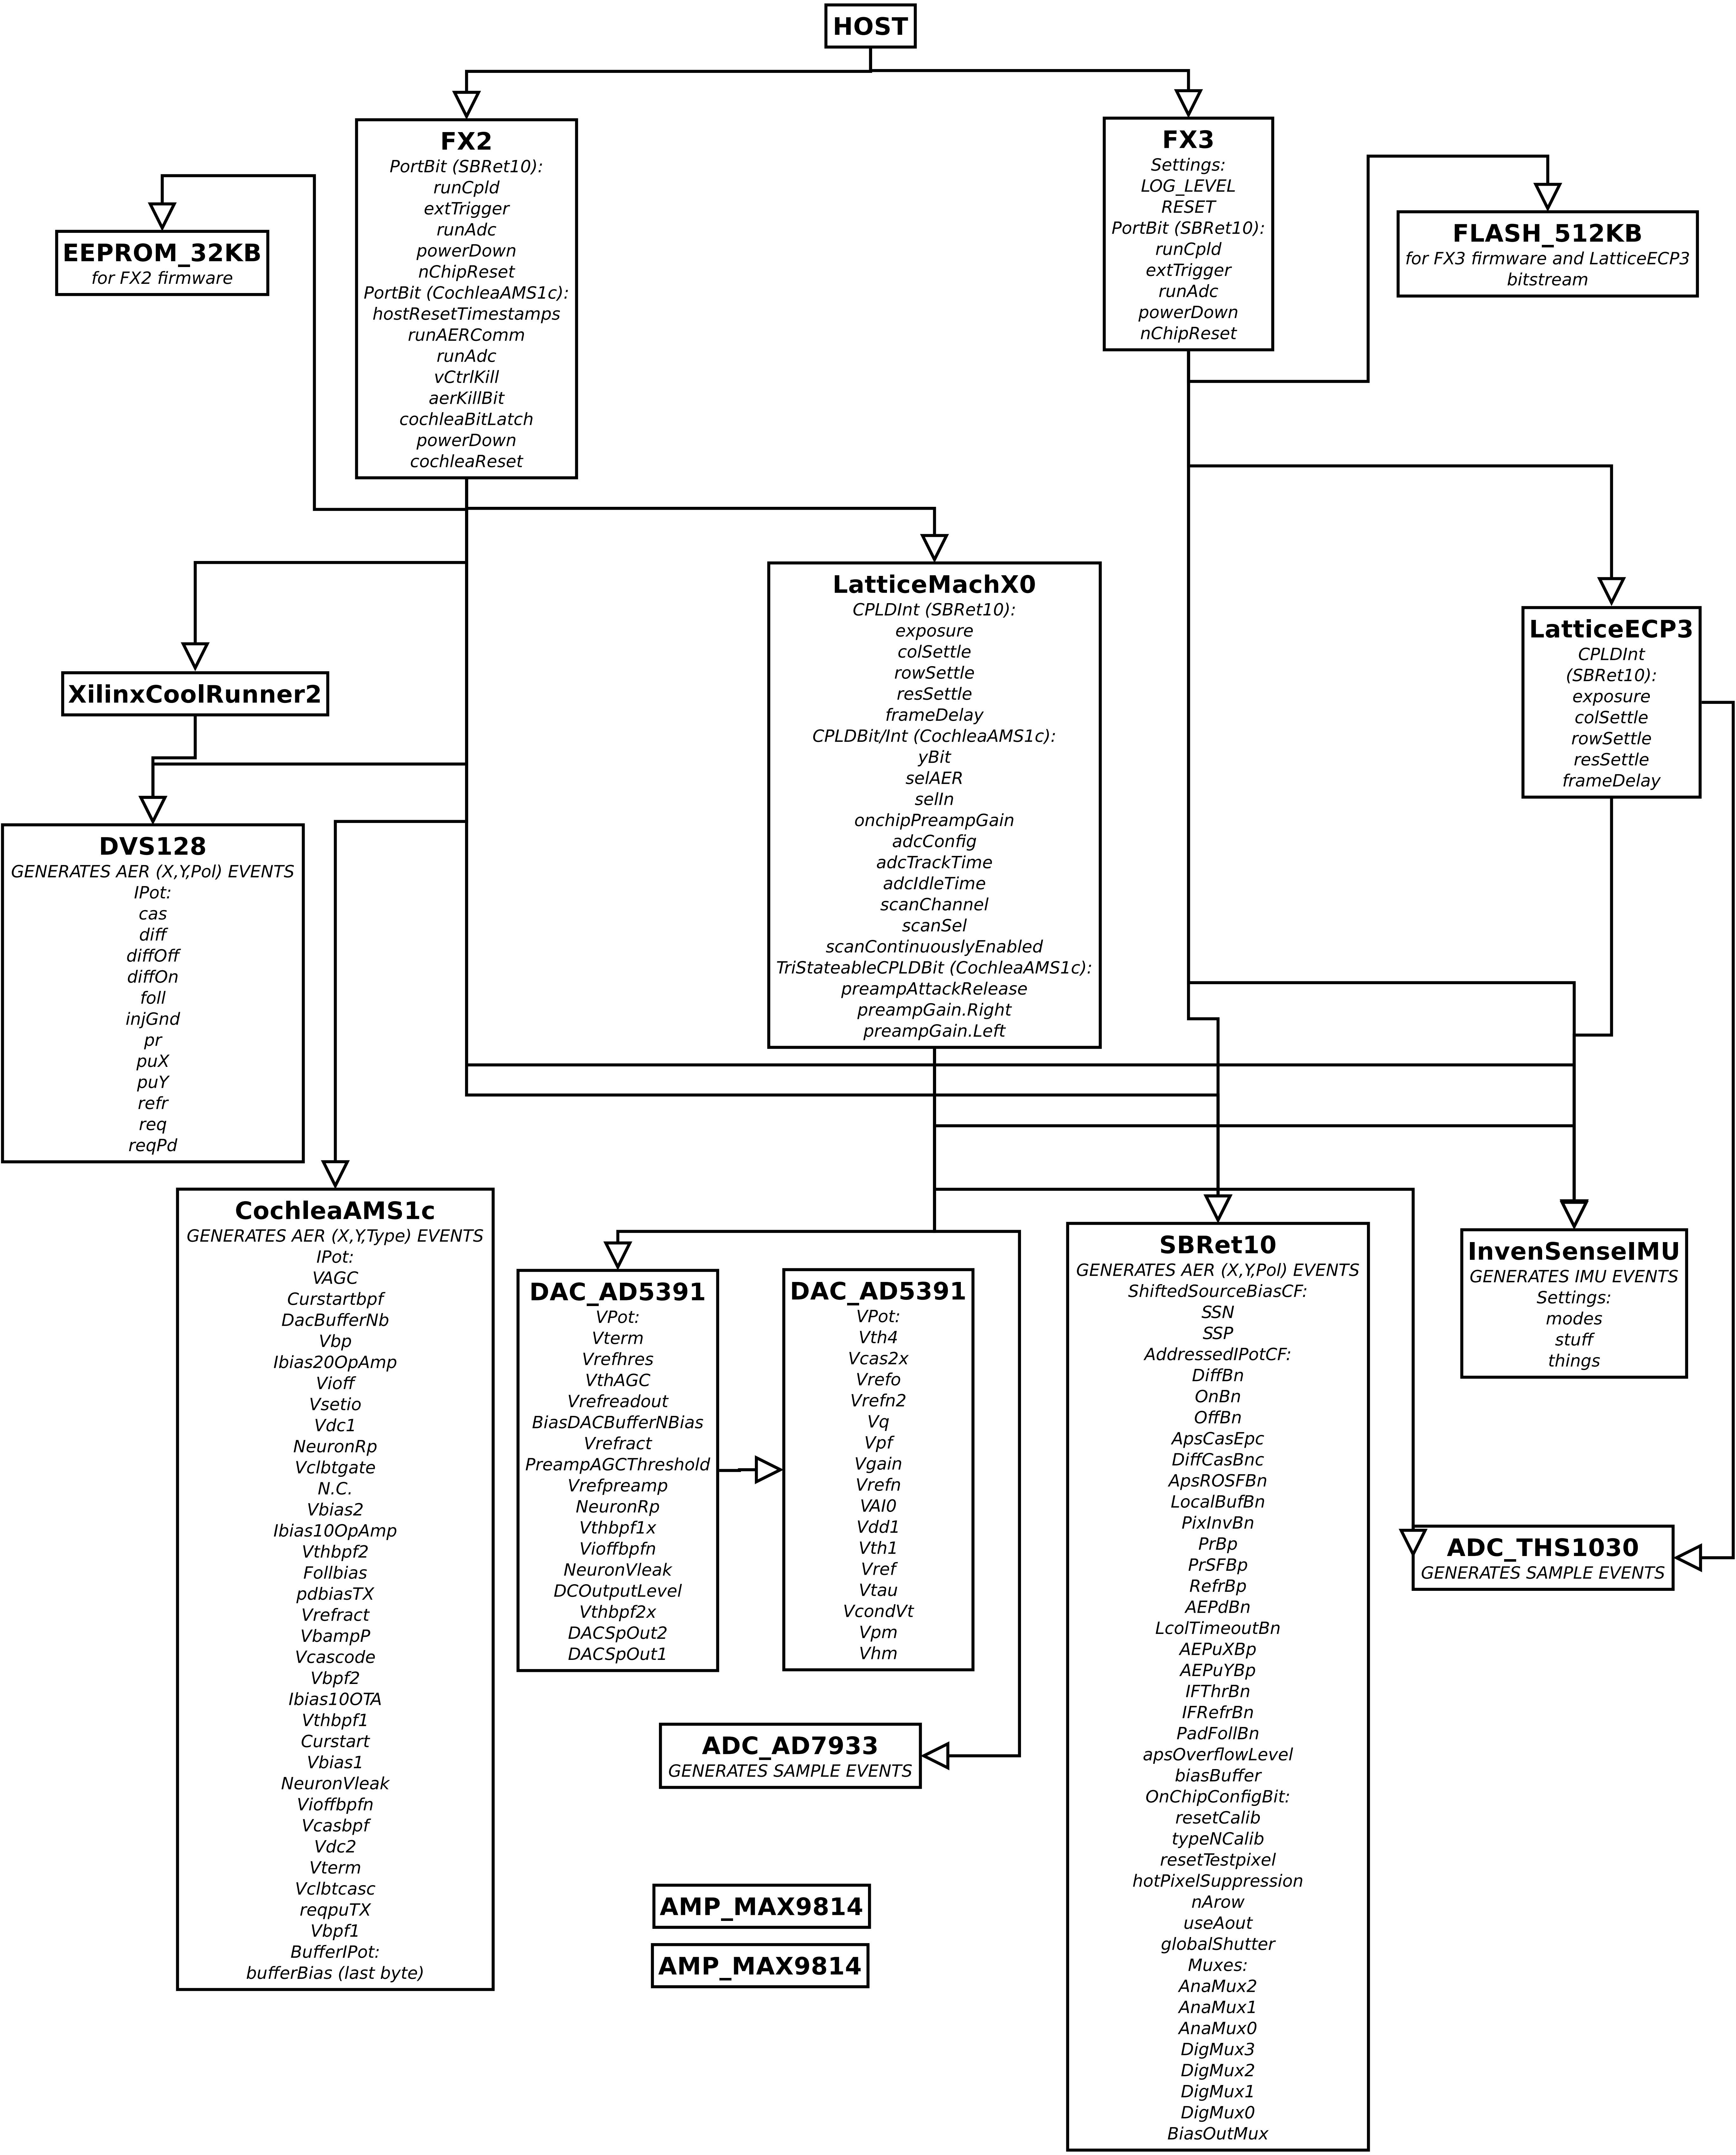 HOST
FX2
PortBit (SBRet10):
runCpld
extTrigger
runAdc
powerDown
nChipReset
PortBit (CochleaAMS1c):
hostResetTimestamps
runAERComm
runAdc
vCtrlKill
aerKillBit
cochleaBitLatch
powerDown
cochleaReset
FX3
Settings:
LOG_LEVEL
RESET
PortBit (SBRet10):
runCpld
extTrigger
runAdc
powerDown
nChipReset
EEPROM_32KB
for FX2 firmware
FLASH_512KB
for FX3 firmware and LatticeECP3
bitstream
LatticeMachX0
CPLDInt (SBRet10):
exposure
colSettle
rowSettle
resSettle
frameDelay
CPLDBit/Int (CochleaAMS1c):
yBit
selAER
selIn
onchipPreampGain
adcConfig
adcTrackTime
adcIdleTime
scanChannel
scanSel
scanContinuouslyEnabled
TriStateableCPLDBit (CochleaAMS1c):
preampAttackRelease
preampGain.Right
preampGain.Left
LatticeECP3
CPLDInt
(SBRet10):
exposure
colSettle
rowSettle
resSettle
frameDelay
XilinxCoolRunner2
DVS128
GENERATES AER (X,Y,Pol) EVENTS
IPot:
cas
diff
diffOff
diffOn
foll
injGnd
pr
puX
puY
refr
req
reqPd
CochleaAMS1c
GENERATES AER (X,Y,Type) EVENTS
IPot:
VAGC
Curstartbpf
DacBufferNb
Vbp
Ibias20OpAmp
Vioff
Vsetio
Vdc1
NeuronRp
Vclbtgate
N.C.
Vbias2
Ibias10OpAmp
Vthbpf2
Follbias
pdbiasTX
Vrefract
VbampP
Vcascode
Vbpf2
Ibias10OTA
Vthbpf1
Curstart
Vbias1
NeuronVleak
Vioffbpfn
Vcasbpf
Vdc2
Vterm
Vclbtcasc
reqpuTX
Vbpf1
BufferIPot:
bufferBias (last byte)
DAC_AD5391
VPot:
Vterm
Vrefhres
VthAGC
Vrefreadout
BiasDACBufferNBias
Vrefract
PreampAGCThreshold
Vrefpreamp
NeuronRp
Vthbpf1x
Vioffbpfn
NeuronVleak
DCOutputLevel
Vthbpf2x
DACSpOut2
DACSpOut1
DAC_AD5391
VPot:
Vth4
Vcas2x
Vrefo
Vrefn2
Vq
Vpf
Vgain
Vrefn
VAI0
Vdd1
Vth1
Vref
Vtau
VcondVt
Vpm
Vhm
SBRet10
GENERATES AER (X,Y,Pol) EVENTS
ShiftedSourceBiasCF:
SSN
SSP
AddressedIPotCF:
DiffBn
OnBn
OffBn
ApsCasEpc
DiffCasBnc
ApsROSFBn
LocalBufBn
PixInvBn
PrBp
PrSFBp
RefrBp
AEPdBn
LcolTimeoutBn
AEPuXBp
AEPuYBp
IFThrBn
IFRefrBn
PadFollBn
apsOverflowLevel
biasBuffer
OnChipConfigBit:
resetCalib
typeNCalib
resetTestpixel
hotPixelSuppression
nArow
useAout
globalShutter
Muxes:
AnaMux2
AnaMux1
AnaMux0
DigMux3
DigMux2
DigMux1
DigMux0
BiasOutMux
InvenSenseIMU
GENERATES IMU EVENTS
Settings:
modes
stuff
things
ADC_THS1030
GENERATES SAMPLE EVENTS
ADC_AD7933
GENERATES SAMPLE EVENTS
AMP_MAX9814
AMP_MAX9814